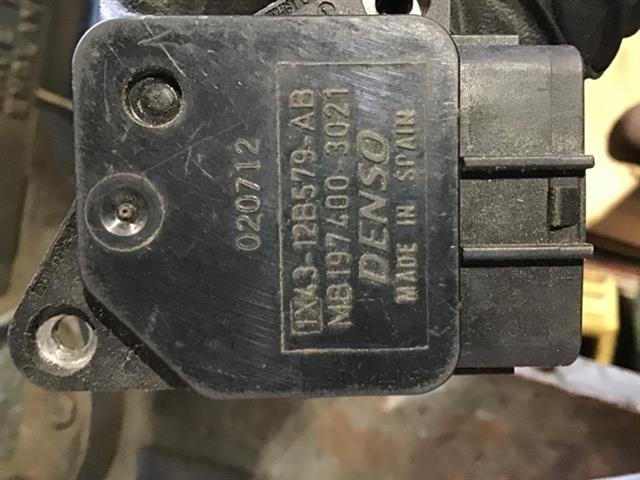 020712
1X43-12B579-AB
MB197400-3021
DENSO
MADE IN SPAIN